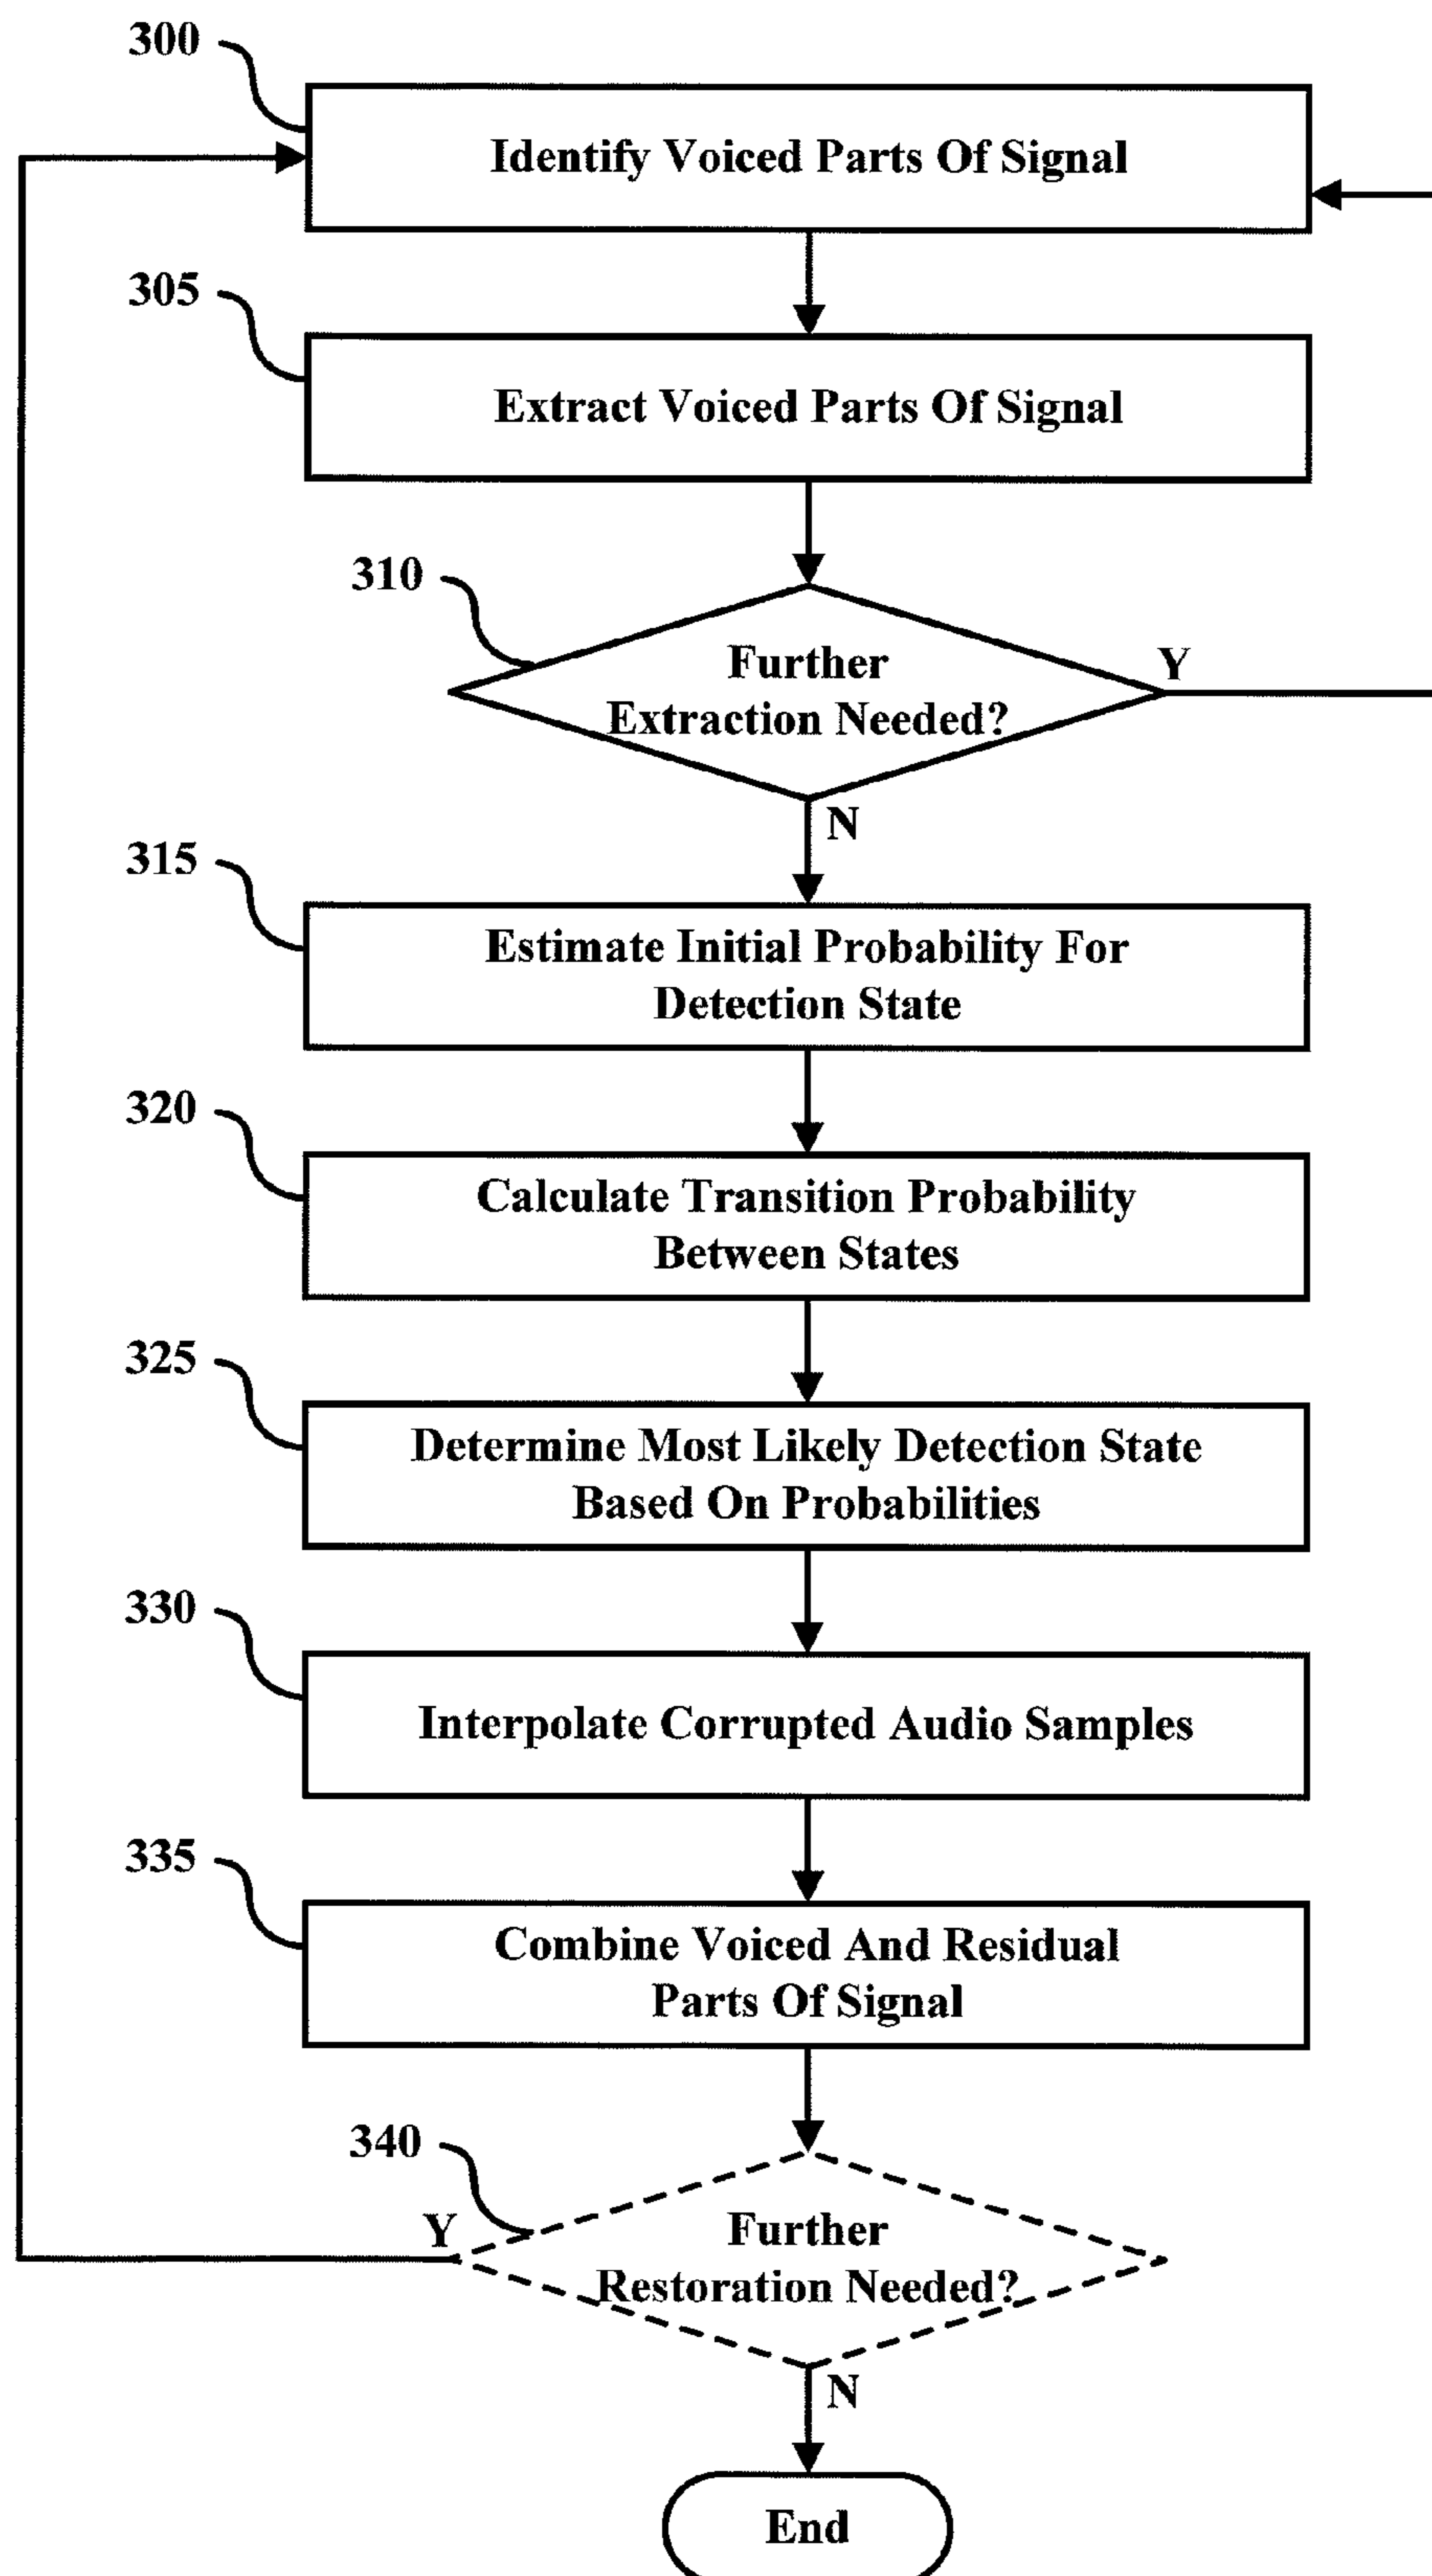 300
Identify Voiced Parts Of Signal
305
Extract Voiced Parts Of Signal
310
Further
Extraction Needed?
Y
N
315
Estimate Initial Probability For
Detection State
320
Calculate Transition Probability
Between States
325
Determine Most Likely Detection State
Based On Probabilities
330
Interpolate Corrupted Audio Samples
335
Combine Voiced And Residual
Parts Of Signal
340
Y
Further
Restoration Needed?
N
End